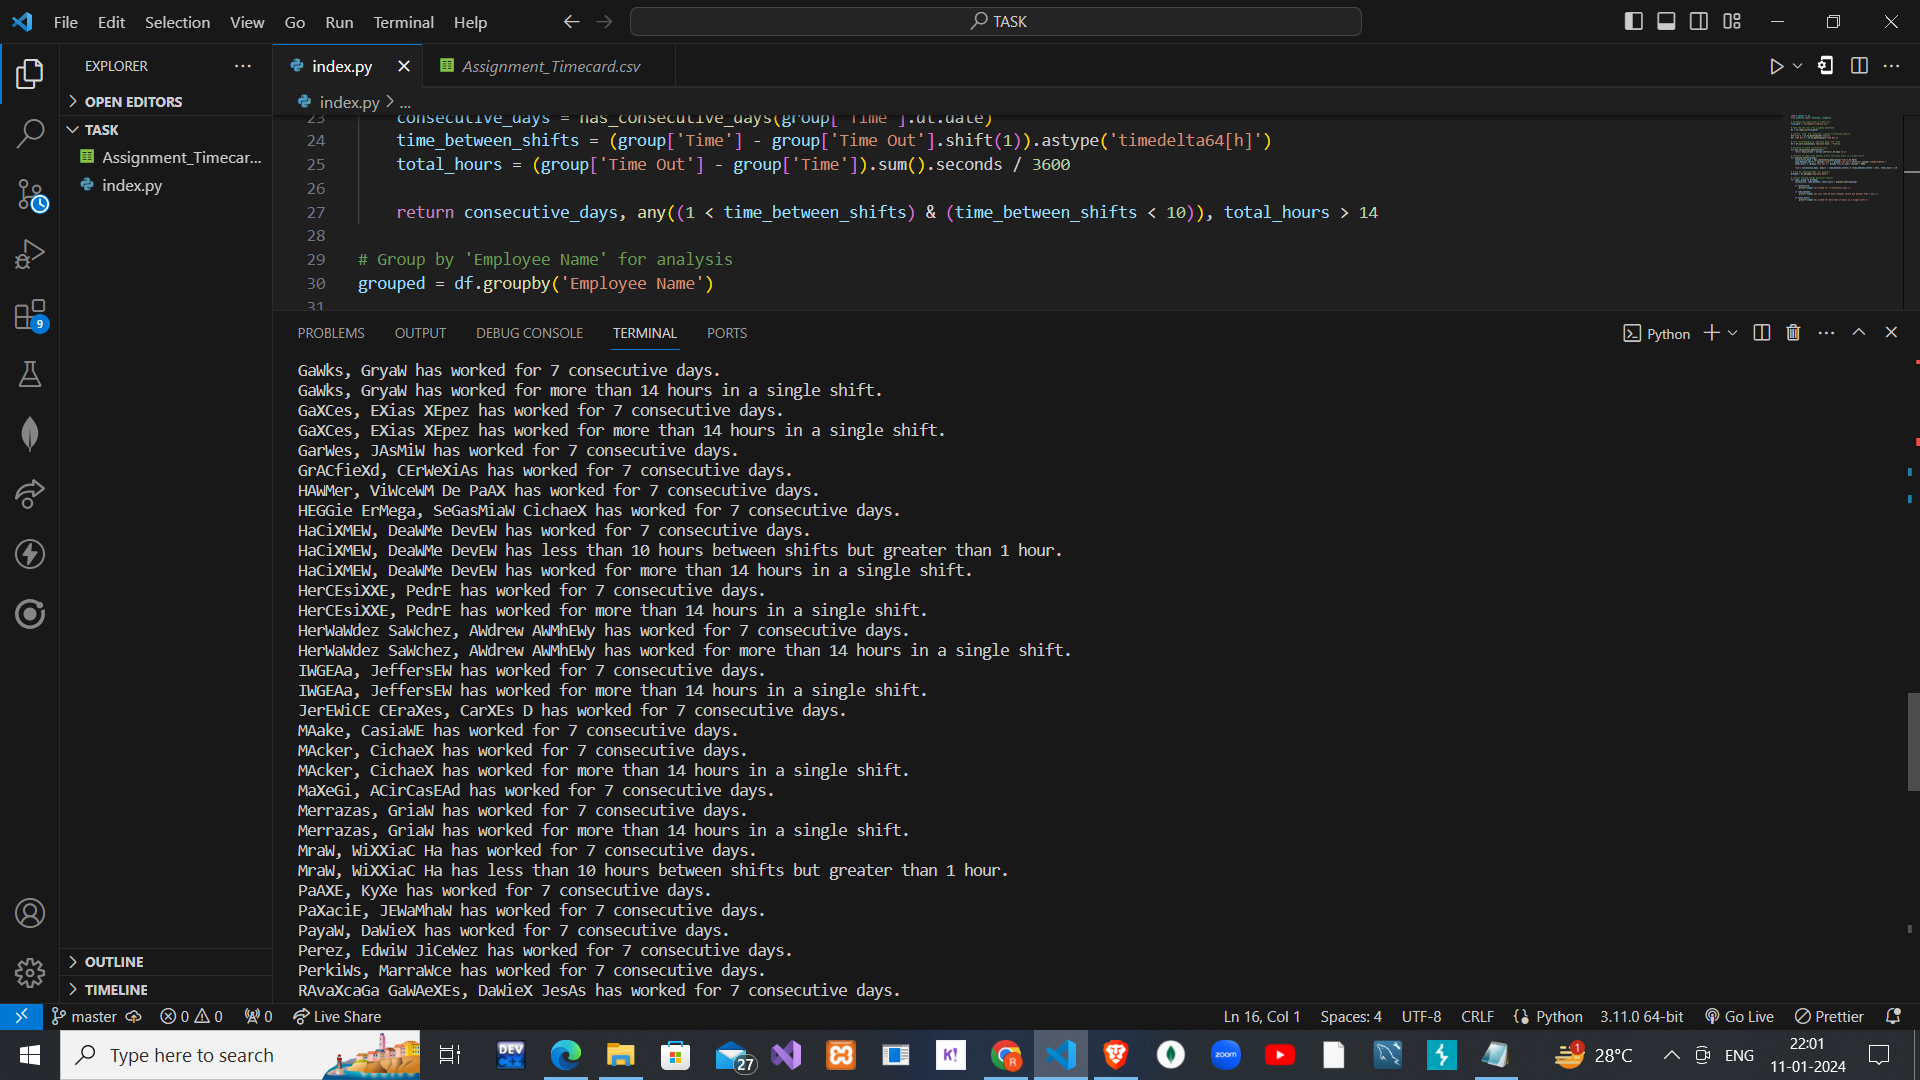 File Edit Selection View Go Run Terminal Help
TASK
EXPLORER
OPEN EDITORS
TASK
Assignment_Timecar...
index.py
OUTLINE
TIMELINE
9
index.py
Assignment_Timecard.csv
index.py > ...
23 consecutive_days = has_consecutive_days(group['Time'].dt.date)
24 time_between_shifts = (group['Time'] - group['Time Out'].shift(1)).astype('timedelta64[h]')
25 total_hours = (group['Time Out'] - group['Time']).sum().seconds / 3600
26
27 return consecutive_days, any((1 < time_between_shifts) & (time_between_shifts < 10)), total_hours > 14
28
29 # Group by 'Employee Name' for analysis
30 grouped = df.groupby('Employee Name')
31
PROBLEMS OUTPUT DEBUG CONSOLE TERMINAL PORTS
Python
GaWks, GryaW has worked for 7 consecutive days.
GaWks, GryaW has worked for more than 14 hours in a single shift.
GaXCes, EXias XEpez has worked for 7 consecutive days.
GaXCes, EXias XEpez has worked for more than 14 hours in a single shift.
GarWes, JAsMiW has worked for 7 consecutive days.
GrACfieXd, CErWeXiAs has worked for 7 consecutive days.
HAWMer, ViWceWM De PaAX has worked for 7 consecutive days.
HEGGie ErMega, SeGasMiaW CichaeX has worked for 7 consecutive days.
HaCiXMEW, DeaWMe DevEW has worked for 7 consecutive days.
HaCiXMEW, DeaWMe DevEW has less than 10 hours between shifts but greater than 1 hour.
HaCiXMEW, DeaWMe DevEW has worked for more than 14 hours in a single shift.
HerCEsiXXE, PedrE has worked for 7 consecutive days.
HerCEsiXXE, PedrE has worked for more than 14 hours in a single shift.
HerWaWdez SaWchez, AWdrew AWMhEWy has worked for 7 consecutive days.
HerWaWdez SaWchez, AWdrew AWMhEWy has worked for more than 14 hours in a single shift.
IWGEAa, JeffersEW has worked for 7 consecutive days.
IWGEAa, JeffersEW has worked for more than 14 hours in a single shift.
JerEWiCE CEraXes, CarXEs D has worked for 7 consecutive days.
MAake, CasiaWE has worked for 7 consecutive days.
MAcker, CichaeX has worked for 7 consecutive days.
MAcker, CichaeX has worked for more than 14 hours in a single shift.
MaXeGi, ACirCasEAd has worked for 7 consecutive days.
Merrazas, GriaW has worked for 7 consecutive days.
Merrazas, GriaW has worked for more than 14 hours in a single shift.
MraW, WiXXiaC Ha has worked for 7 consecutive days.
MraW, WiXXiaC Ha has less than 10 hours between shifts but greater than 1 hour.
PaAXE, KyXe has worked for 7 consecutive days.
PaXaciE, JEWaMhaW has worked for 7 consecutive days.
PayaW, DaWieX has worked for 7 consecutive days.
Perez, EdwiW JiCeWez has worked for 7 consecutive days.
PerkiWs, MarraWce has worked for 7 consecutive days.
RAvaXcaGa GaWAeXEs, DaWieX JesAs has worked for 7 consecutive days.
master 0 0 0 Live Share Ln 16, Col 1 Spaces: 4 UTF-8 CRLF Python 3.11.0 64-bit Go Live Prettier
Type here to search
DEV C++
27
K!
R
zoom
1
28°C
ENG
22:01
11-01-2024